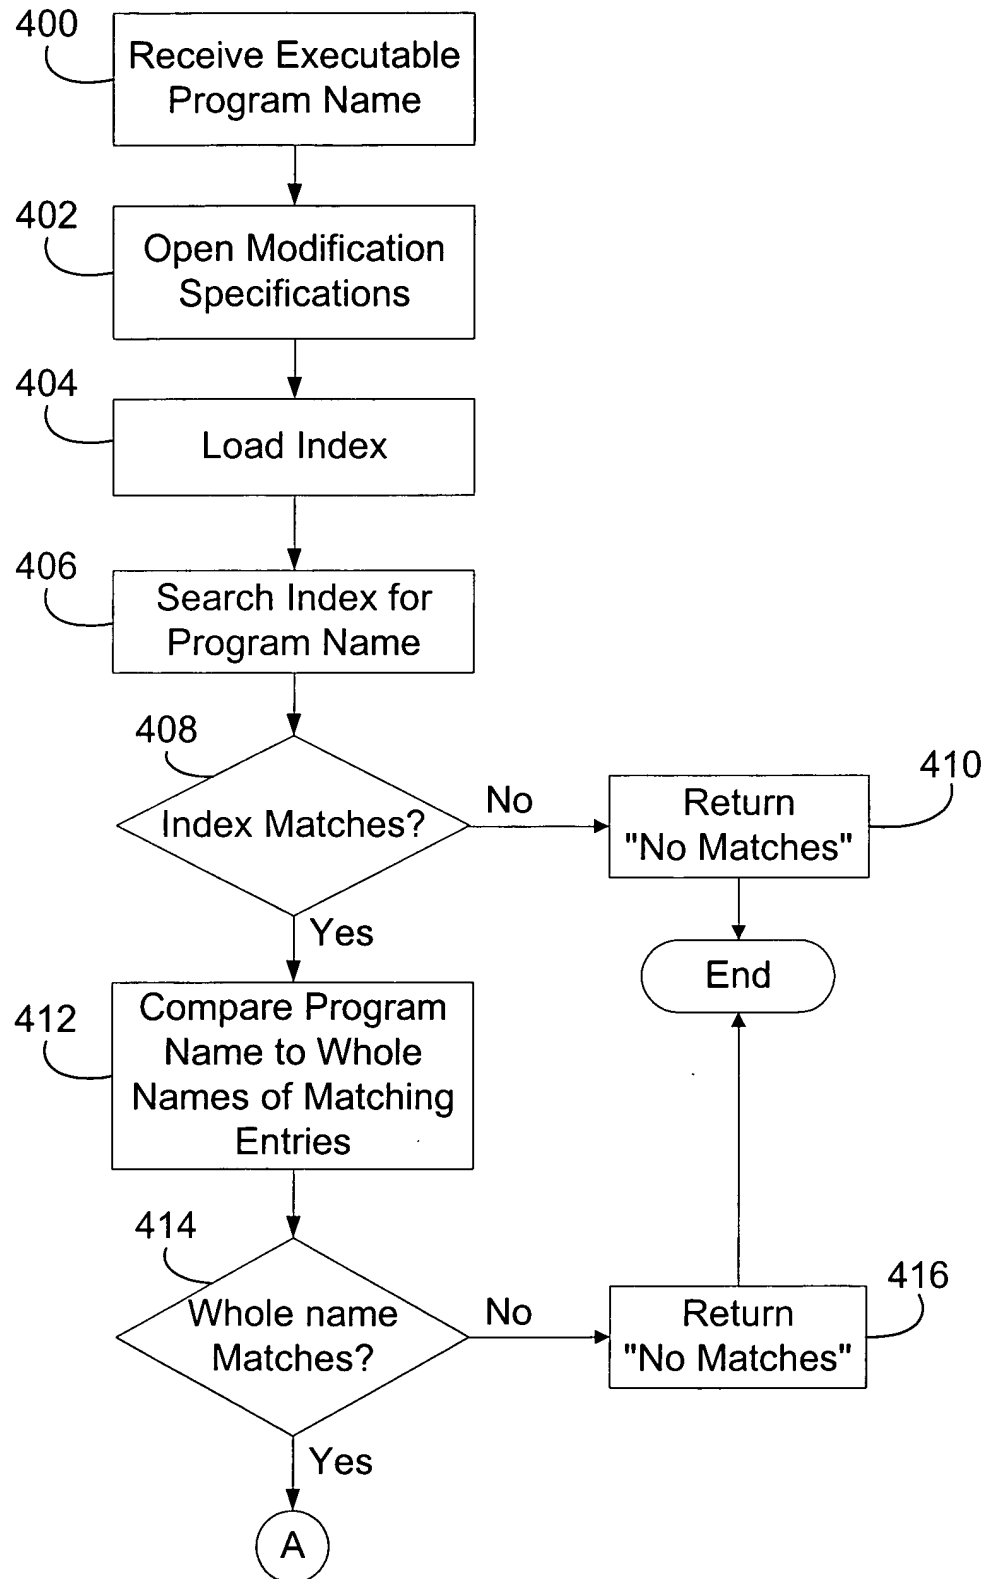 400
Receive Executable
Program Name
402
Open Modification
Specifications
404
Load Index
406
Search Index for
Program Name
408
Index Matches?
No
Return
"No Matches"
410
Yes
End
412
Compare Program
Name to Whole
Names of Matching
Entries
414
Whole name
Matches?
No
Return
"No Matches"
416
Yes
A